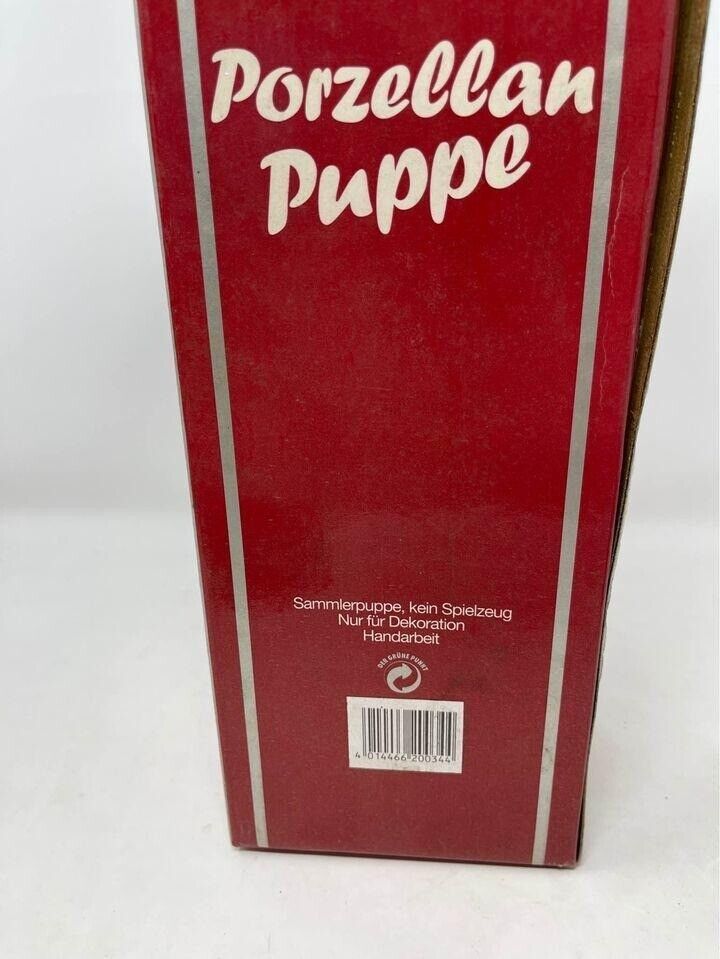 Porzellan
Puppe
Sammlerpuppe, kein Spielzeug
Nur für Dekoration
Handarbeit
DER GRÜNE PUNKT
4 014466 200344